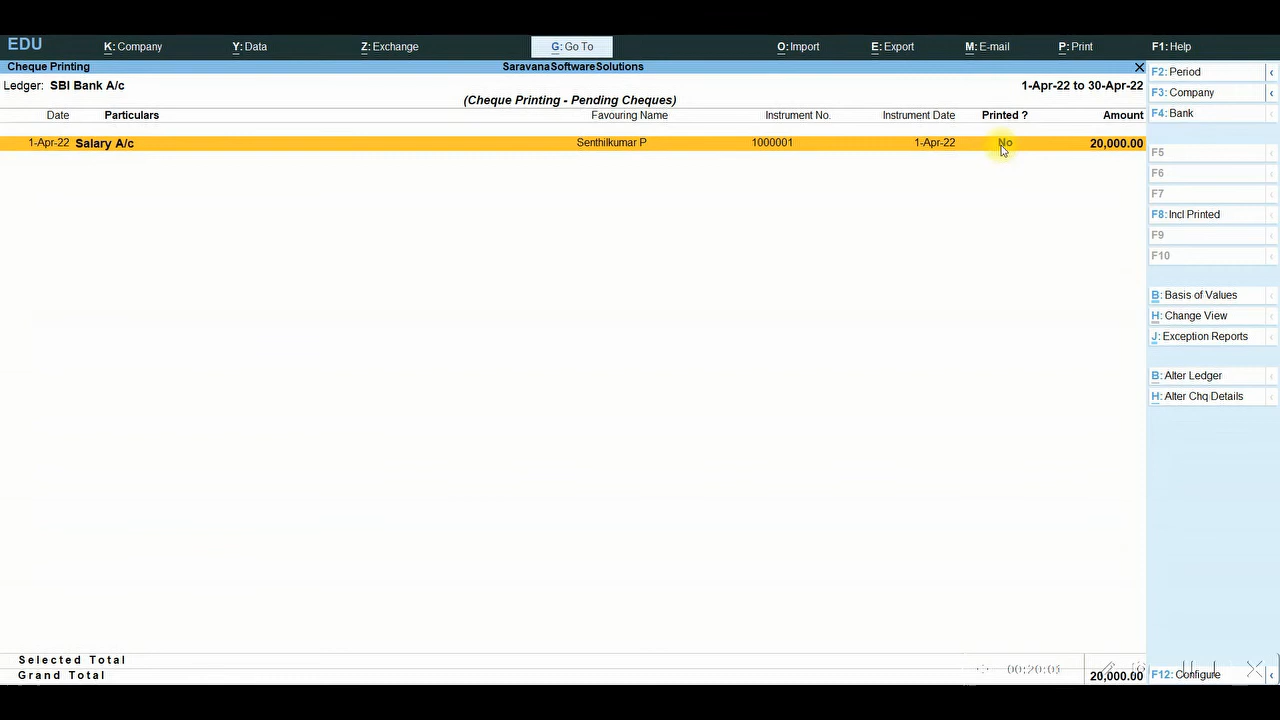 EDU K: Company Y: Data Z: Exchange G: Go To O: Import E: Export M: E-mail P: Print F1: Help
Cheque Printing SaravanaSoftwareSolutions
Ledger: SBI Bank A/c 1-Apr-22 to 30-Apr-22
(Cheque Printing - Pending Cheques)
Date Particulars Favouring Name Instrument No. Instrument Date Printed ? Amount
1-Apr-22 Salary A/c Senthilkumar P 1000001 1-Apr-22 No 20,000.00
Selected Total
Grand Total 20,000.00
00:20:01
F2: Period
F3: Company
F4: Bank
F5
F6
F7
F8: Incl Printed
F9
F10
B: Basis of Values
H: Change View
J: Exception Reports
B: Alter Ledger
H: Alter Chq Details
F12: Configure